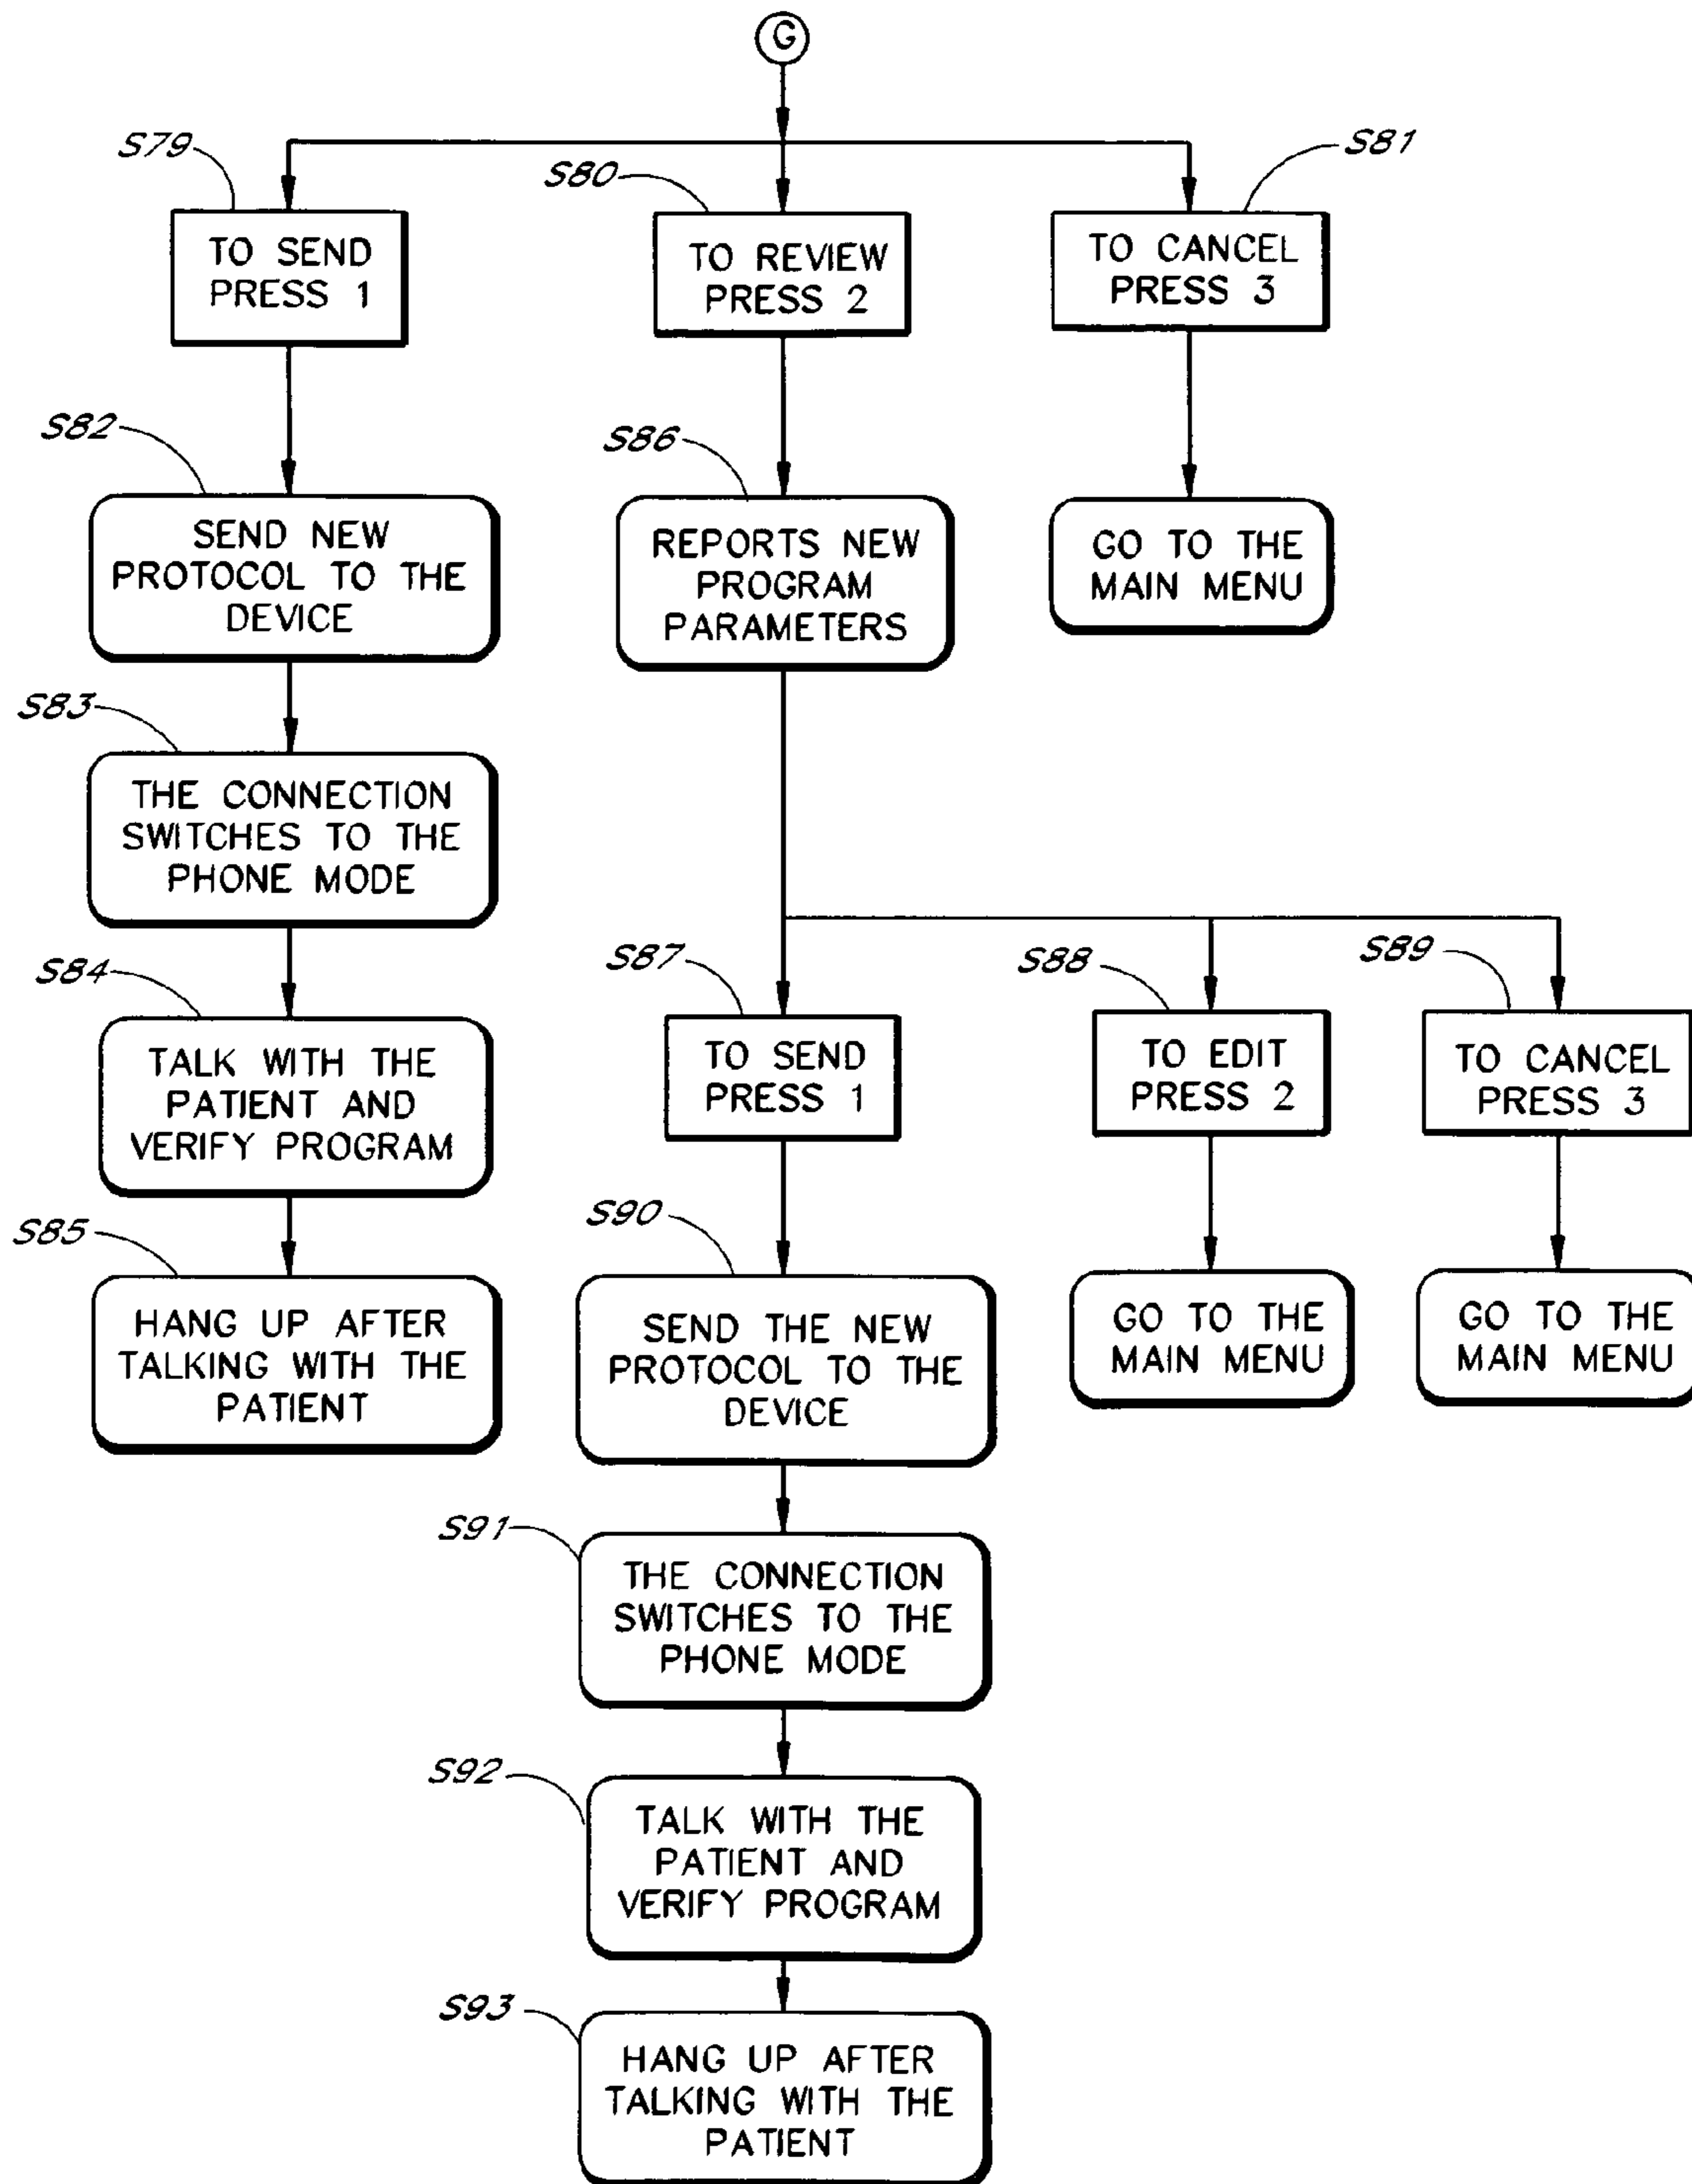 G
S79
TO SEND
PRESS 1
S80
TO REVIEW
PRESS 2
S81
TO CANCEL
PRESS 3
S82
SEND NEW
PROTOCOL TO THE
DEVICE
S86
REPORTS NEW
PROGRAM
PARAMETERS
GO TO THE
MAIN MENU
S83
THE CONNECTION
SWITCHES TO THE
PHONE MODE
S84
TALK WITH THE
PATIENT AND
VERIFY PROGRAM
S87
TO SEND
PRESS 1
S88
TO EDIT
PRESS 2
S89
TO CANCEL
PRESS 3
S85
HANG UP AFTER
TALKING WITH THE
PATIENT
S90
SEND THE NEW
PROTOCOL TO THE
DEVICE
GO TO THE
MAIN MENU
GO TO THE
MAIN MENU
S91
THE CONNECTION
SWITCHES TO THE
PHONE MODE
S92
TALK WITH THE
PATIENT AND
VERIFY PROGRAM
S93
HANG UP AFTER
TALKING WITH THE
PATIENT